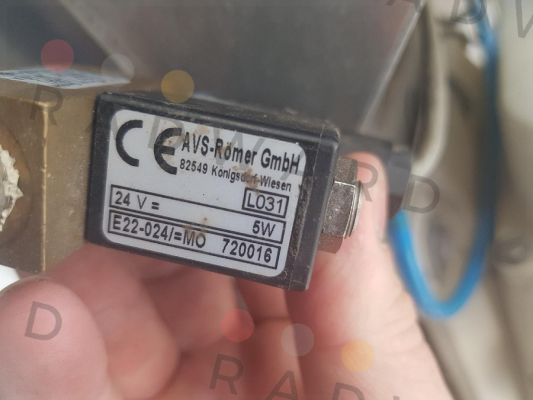 CE AVS-Römer GmbH
82549 Königsdorf-Wiesen
L031
24 V = 5W
E22-024/=MO 720016